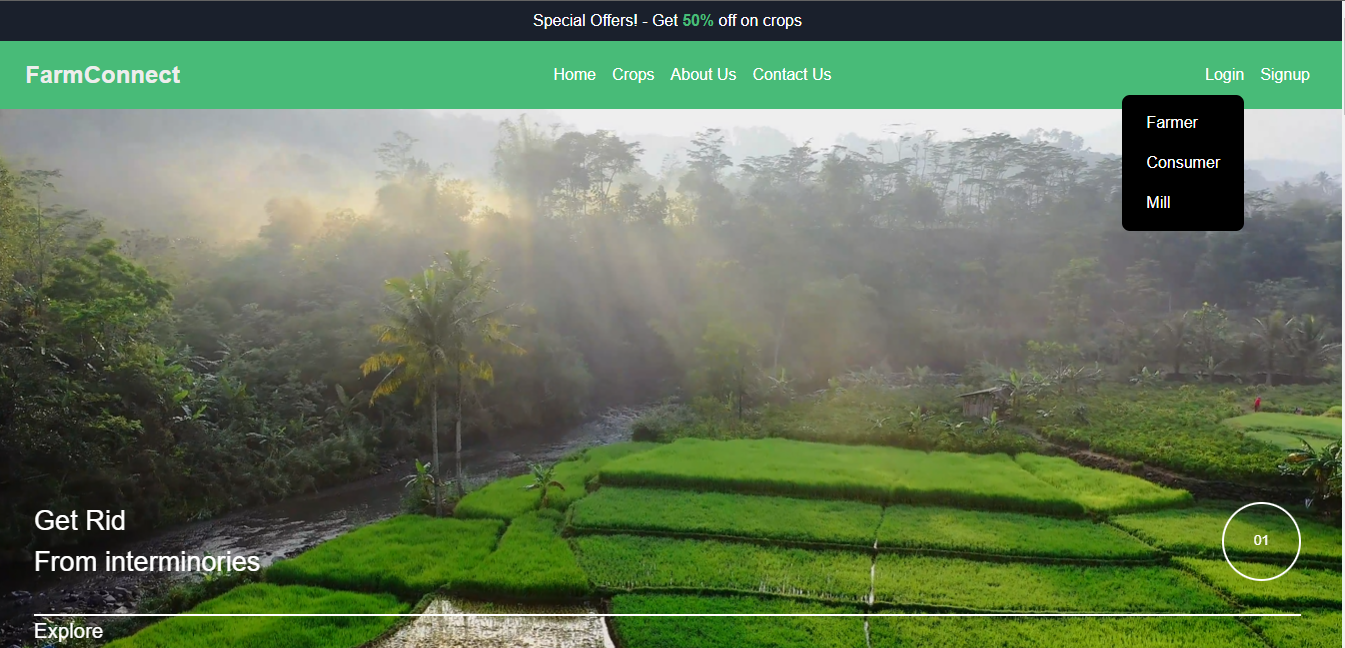 Special Offers! - Get 50% off on crops
FarmConnect Home Crops About Us Contact Us Login Signup
Farmer
Consumer
Mill
Get Rid
From interminories
01
Explore